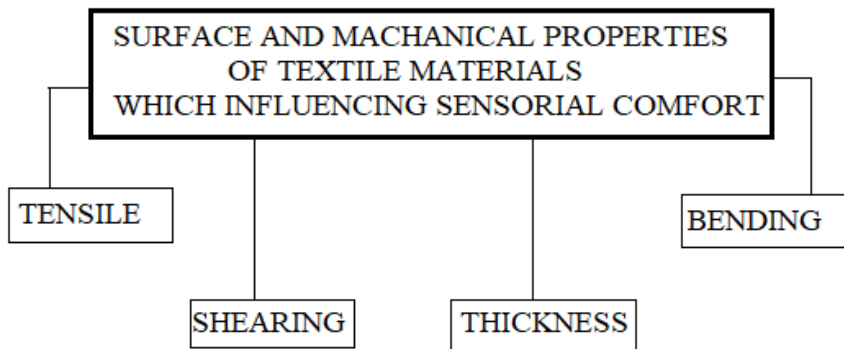 SURFACE AND MACHANICAL PROPERTIES
OF TEXTILE MATERIALS
WHICH INFLUENCING SENSORIAL COMFORT
TENSILE
BENDING
SHEARING
THICKNESS